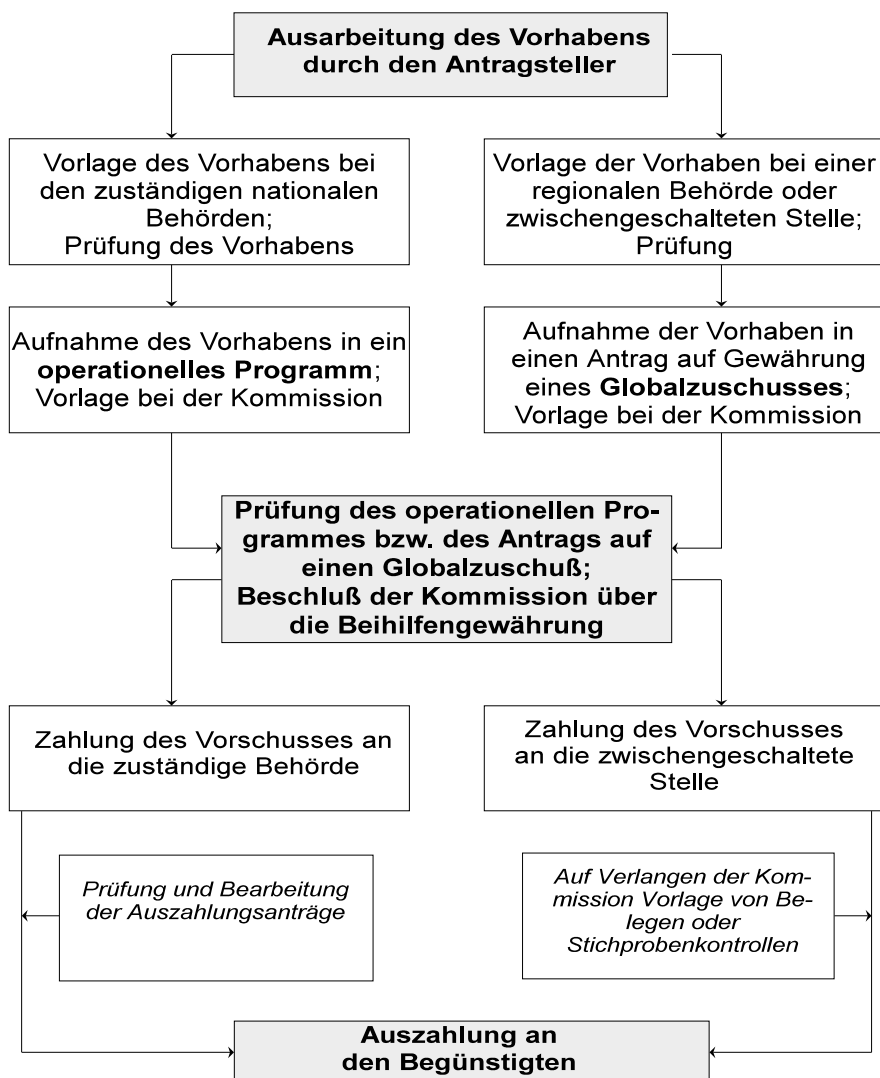 Ausarbeitung des Vorhabens
durch den Antragsteller
Vorlage des Vorhabens bei
den zuständigen nationalen
Behörden;
Prüfung des Vorhabens
Vorlage der Vorhaben bei einer
regionalen Behörde oder
zwischengeschalteten Stelle;
Prüfung
Aufnahme des Vorhabens in ein
operationelles Programm;
Vorlage bei der Kommission
Aufnahme der Vorhaben in
einen Antrag auf Gewährung
eines Globalzuschusses;
Vorlage bei der Kommission
Prüfung des operationellen Pro-
grammes bzw. des Antrags auf
einen Globalzuschuß;
Beschluß der Kommission über
die Beihilfengewährung
Zahlung des Vorschusses an
die zuständige Behörde
Zahlung des Vorschusses
an die zwischengeschaltete
Stelle
Prüfung und Bearbeitung
der Auszahlungsanträge
Auf Verlangen der Kom-
mission Vorlage von Be-
legen oder
Stichprobenkontrollen
Auszahlung an
den Begünstigten